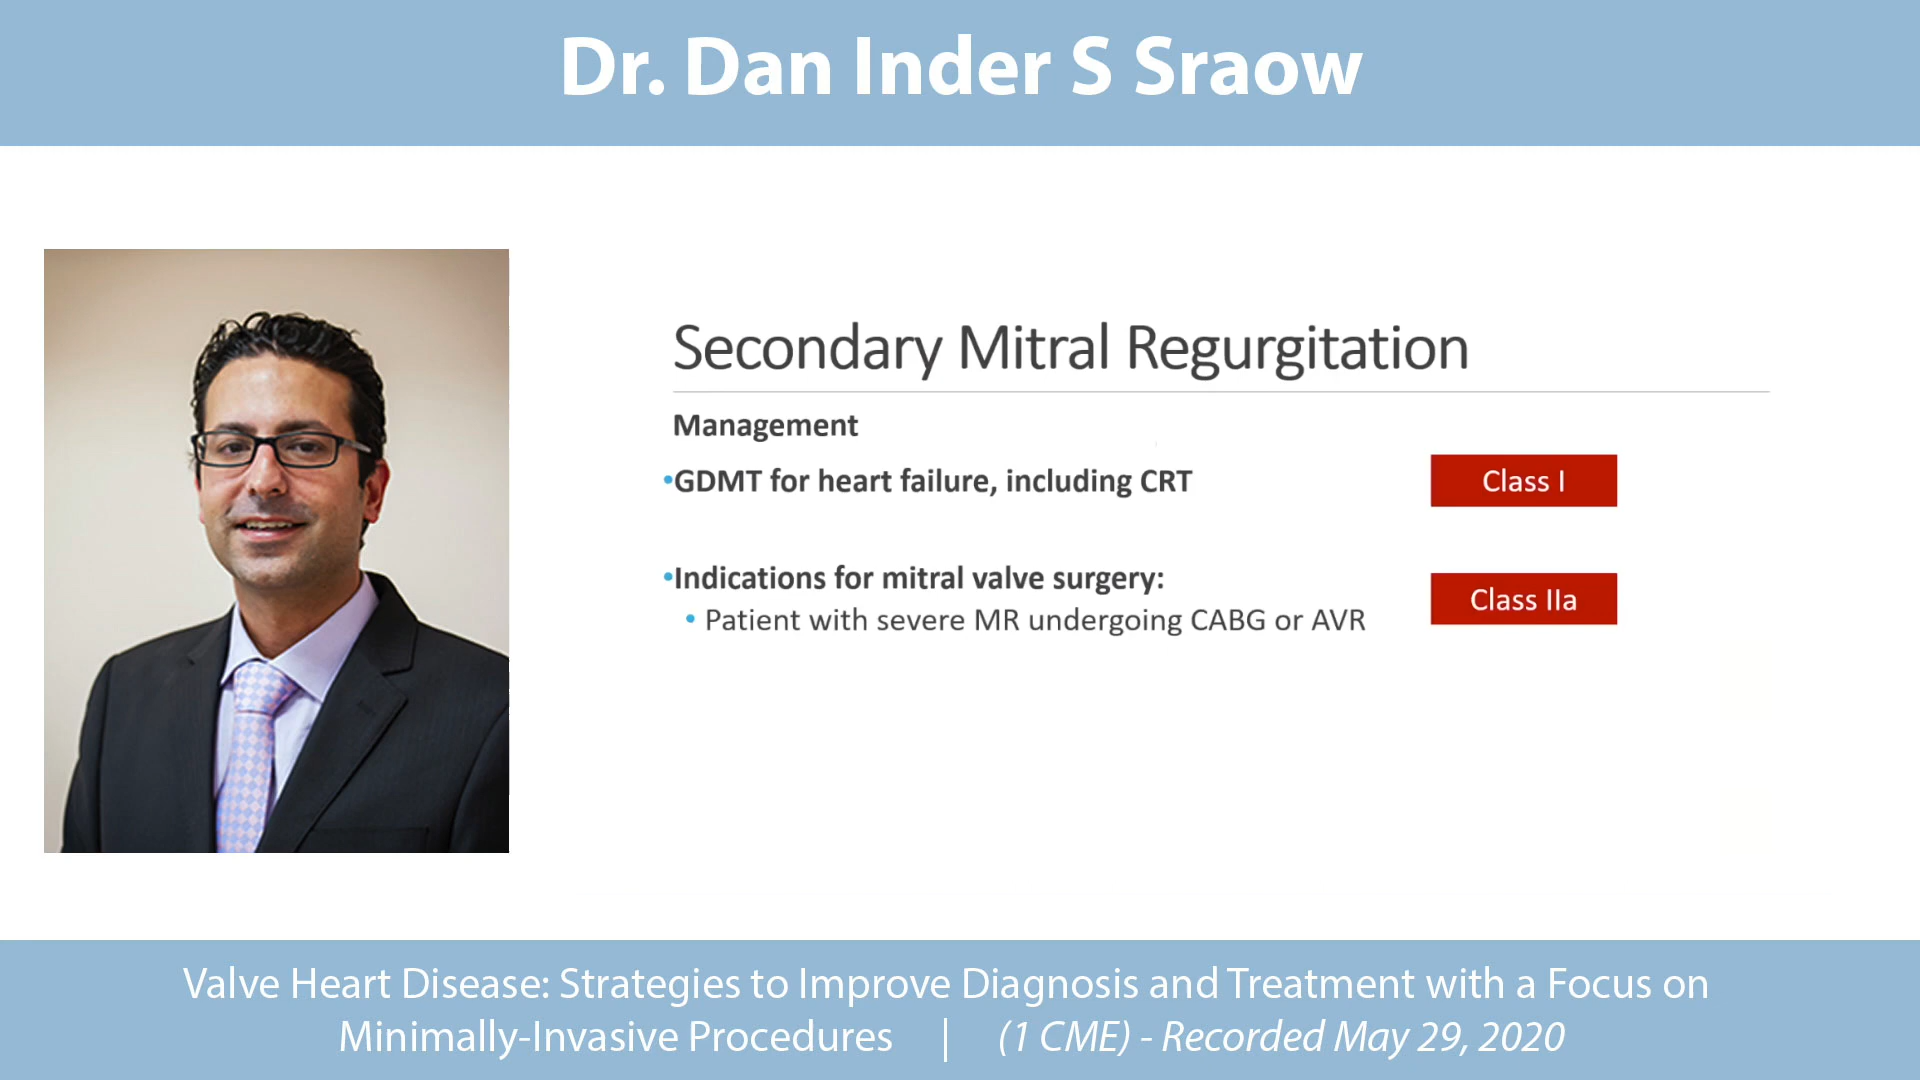 Dr. Dan Inder S Sraow
Secondary Mitral Regurgitation
Management
•GDMT for heart failure, including CRT
Class I
•Indications for mitral valve surgery:
Class IIa
• Patient with severe MR undergoing CABG or AVR
Valve Heart Disease: Strategies to Improve Diagnosis and Treatment with a Focus on
Minimally-Invasive Procedures | (1 CME) - Recorded May 29, 2020